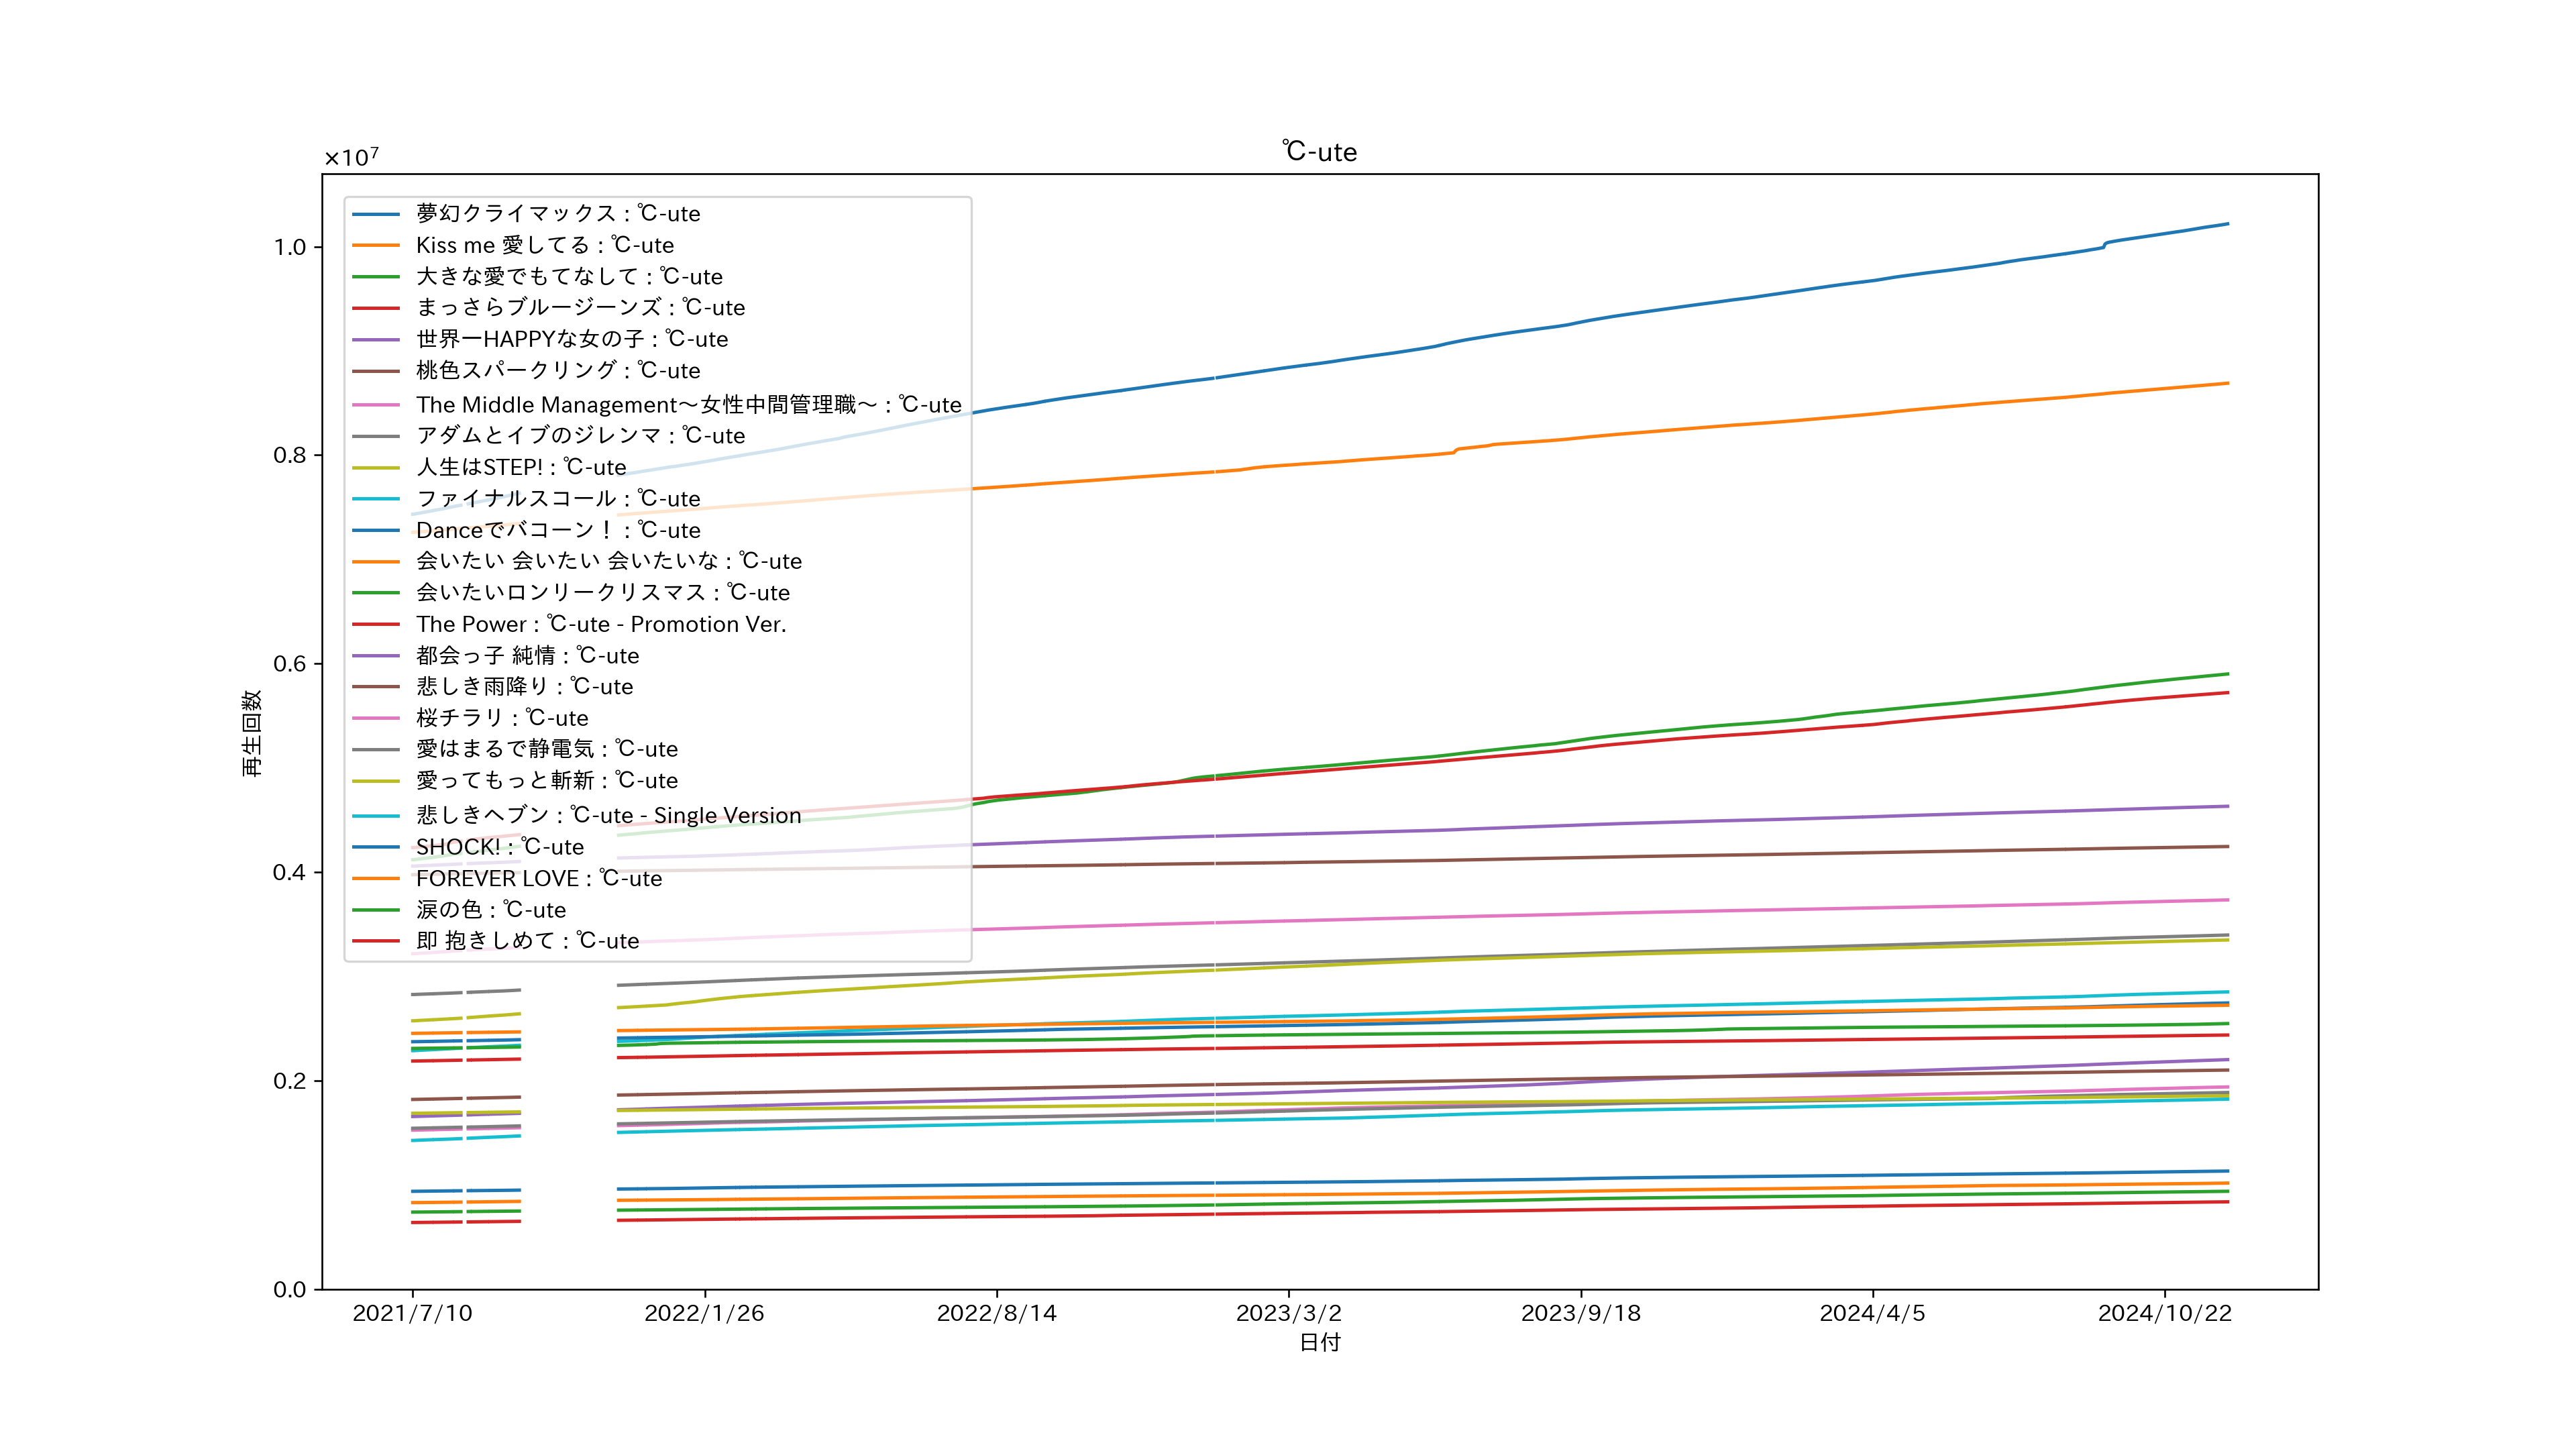 ℃-ute
×10⁷
夢幻クライマックス : ℃-ute
Kiss me 愛してる : ℃-ute
大きな愛でもてなして : ℃-ute
まっさらブルージーンズ : ℃-ute
世界一HAPPYな女の子 : ℃-ute
桃色スパークリング : ℃-ute
The Middle Management〜女性中間管理職〜 : ℃-ute
アダムとイブのジレンマ : ℃-ute
人生はSTEP! : ℃-ute
ファイナルスコール : ℃-ute
Danceでバコーン！ : ℃-ute
会いたい 会いたい 会いたいな : ℃-ute
会いたいロンリークリスマス : ℃-ute
The Power : ℃-ute - Promotion Ver.
都会っ子 純情 : ℃-ute
悲しき雨降り : ℃-ute
桜チラリ : ℃-ute
愛はまるで静電気 : ℃-ute
愛ってもっと斬新 : ℃-ute
悲しきヘブン : ℃-ute - Single Version
SHOCK! : ℃-ute
FOREVER LOVE : ℃-ute
涙の色 : ℃-ute
即 抱きしめて : ℃-ute
1.0
0.8
0.6
0.4
0.2
0.0
再生回数
2021/7/10 2022/1/26 2022/8/14 2023/3/2 2023/9/18 2024/4/5 2024/10/22
日付